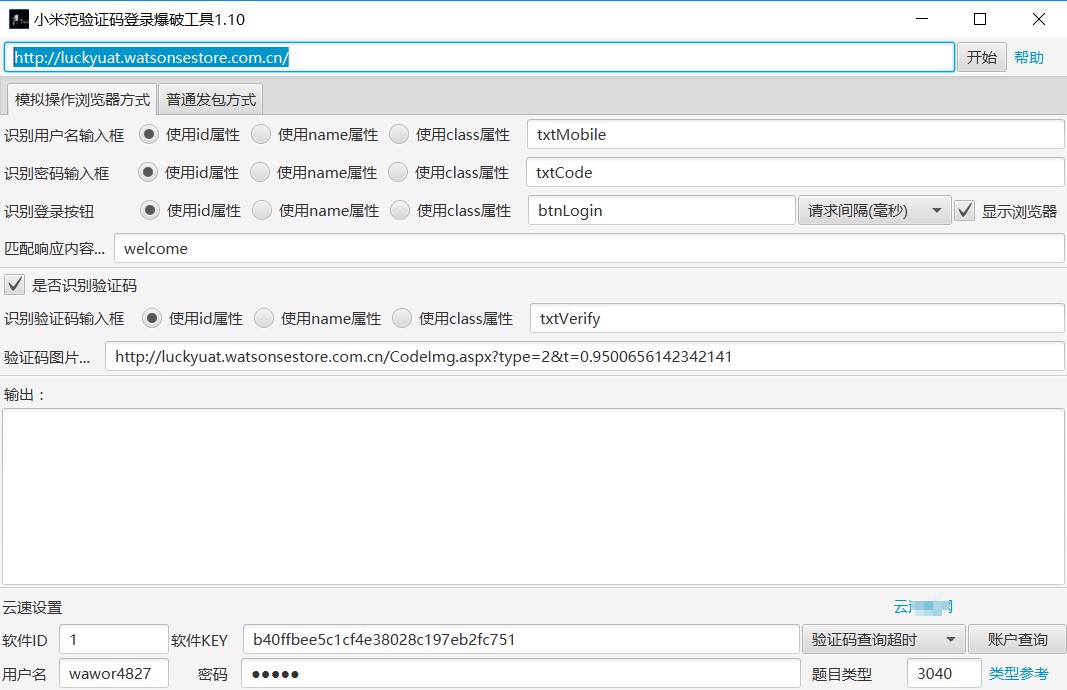 小米范验证码登录爆破工具1.10
http://luckyuat.watsonsestore.com.cn/ 开始 帮助
模拟操作浏览器方式 普通发包方式
识别用户名输入框 使用id属性 使用name属性 使用class属性 txtMobile
识别密码输入框 使用id属性 使用name属性 使用class属性 txtCode
识别登录按钮 使用id属性 使用name属性 使用class属性 btnLogin 请求间隔(毫秒) 显示浏览器
匹配响应内容... welcome
是否识别验证码
识别验证码输入框 使用id属性 使用name属性 使用class属性 txtVerify
验证码图片... http://luckyuat.watsonsestore.com.cn/CodeImg.aspx?type=2&t=0.9500656142342141
输出：
云速设置 云
软件ID 1 软件KEY b40ffbee5c1cf4e38028c197eb2fc751 验证码查询超时 账户查询
用户名 wawor4827 密码 ●●●●● 题目类型 3040 类型参考